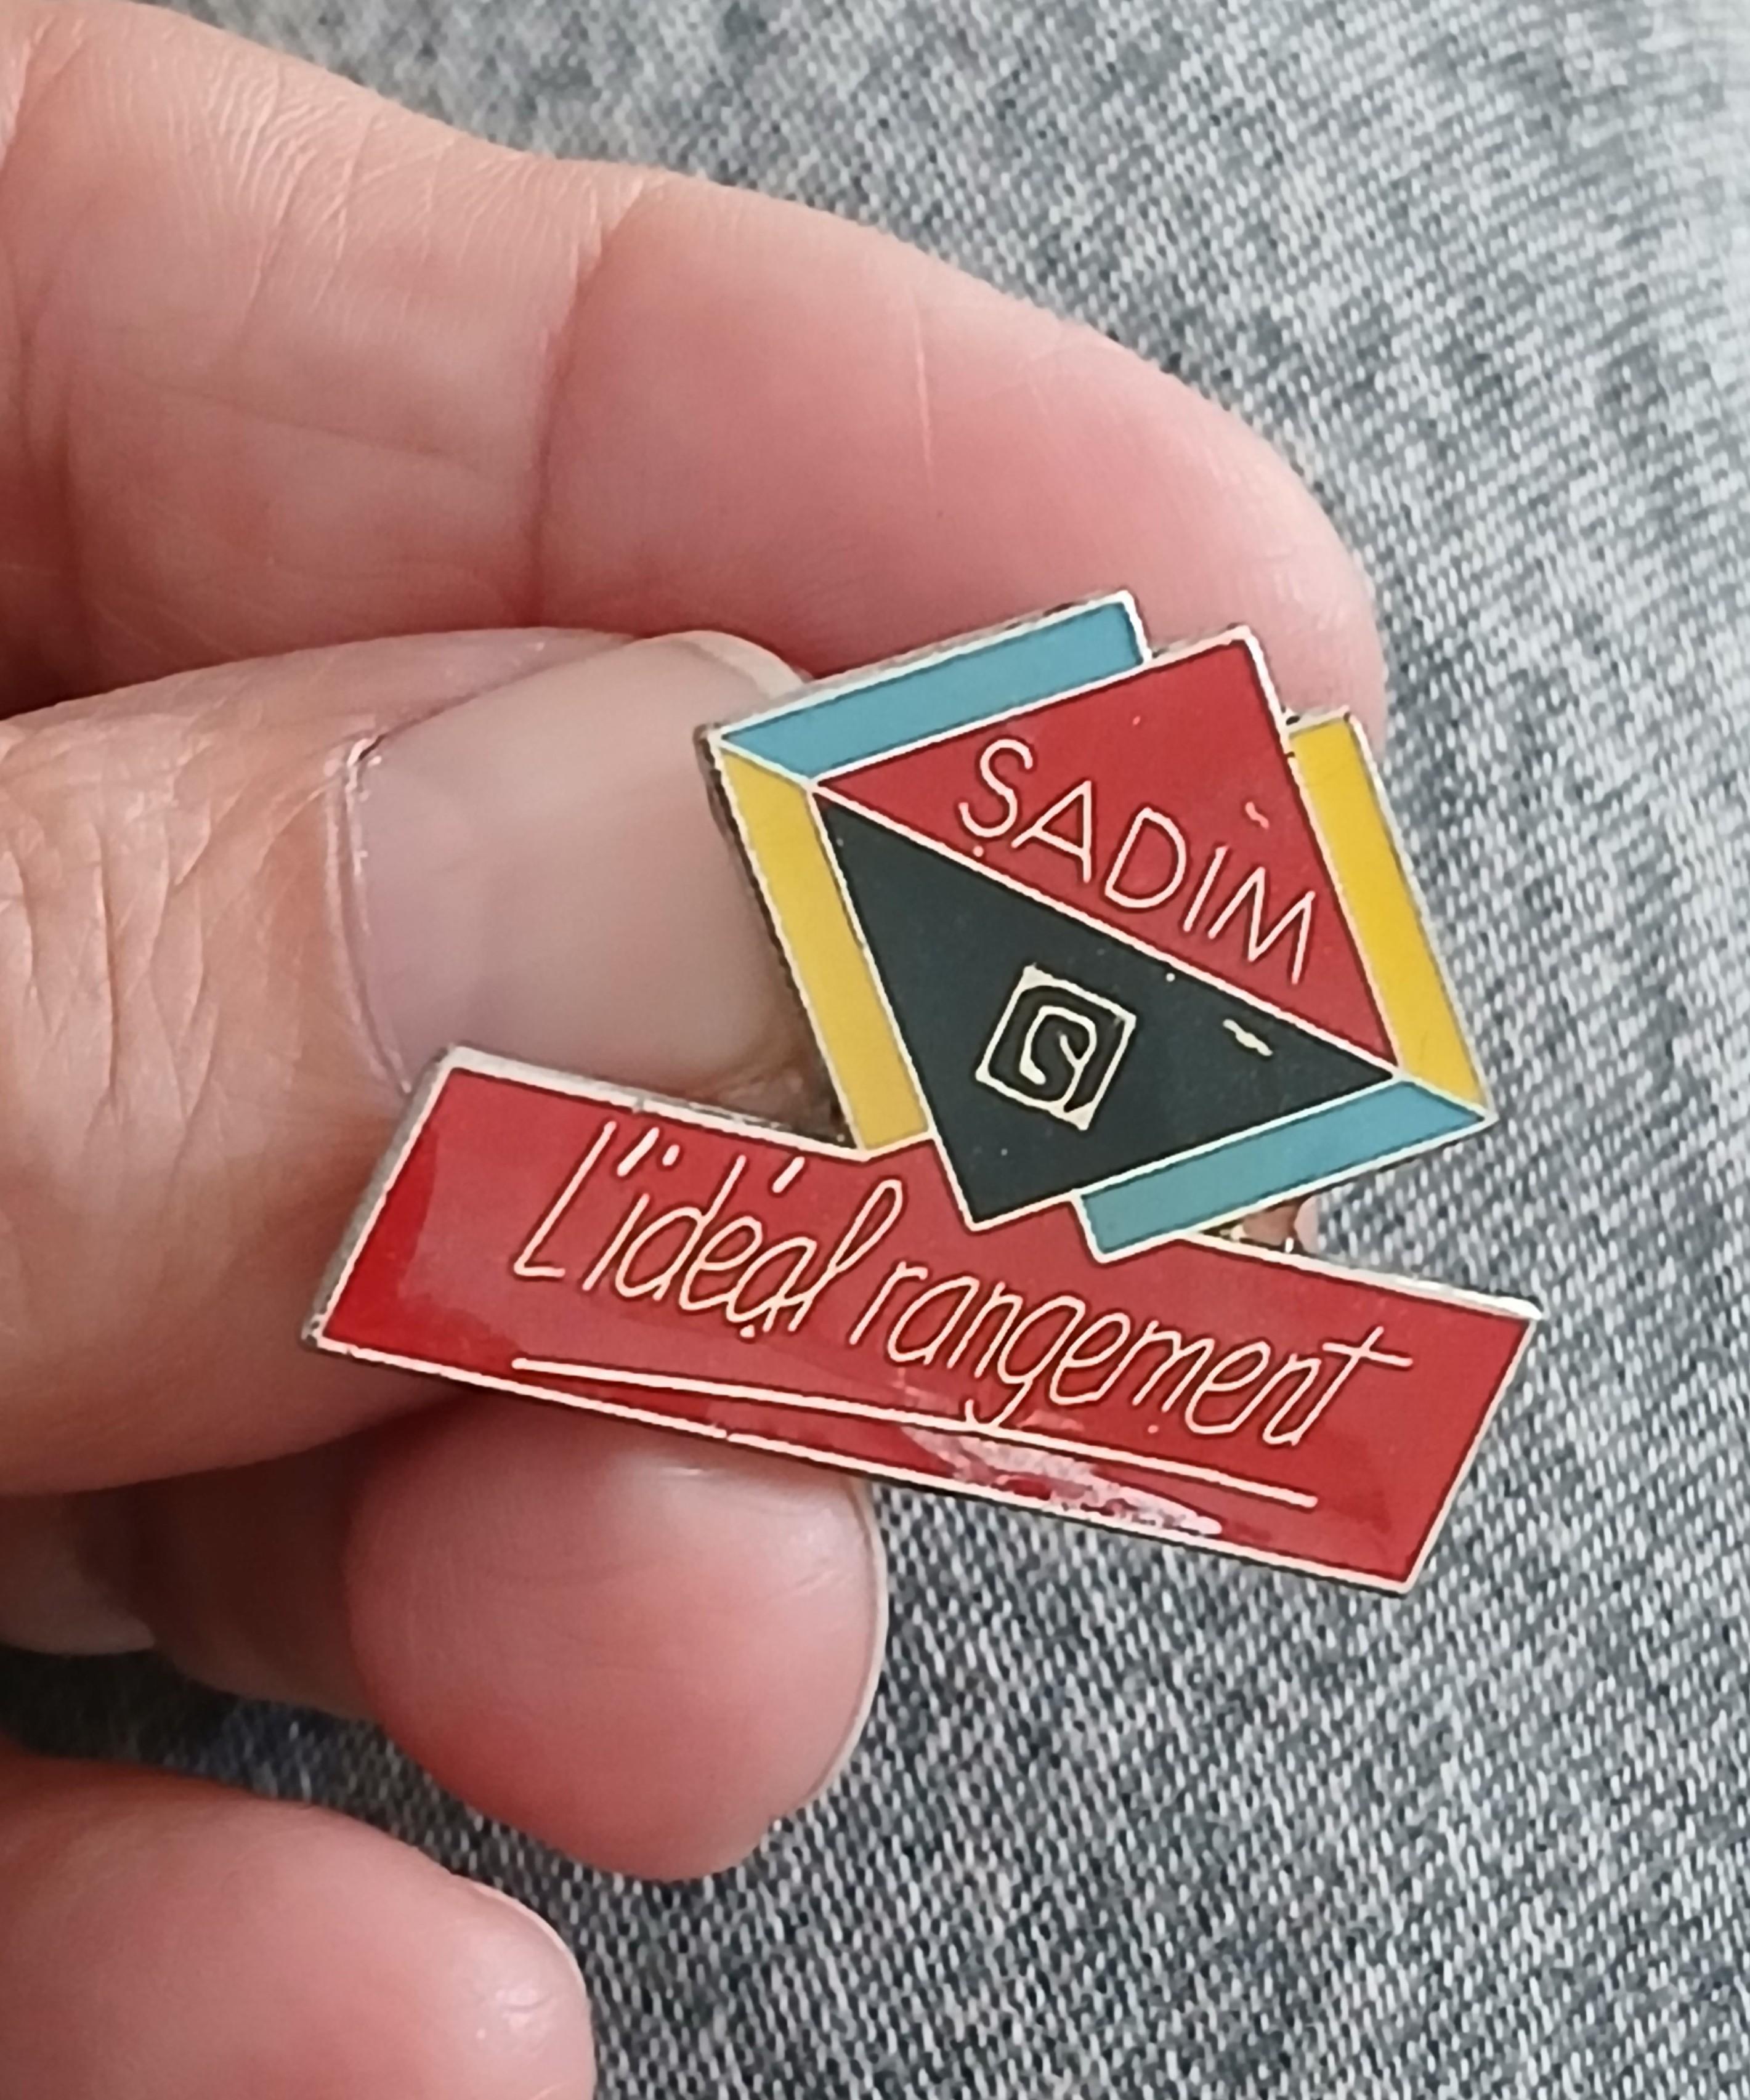 SADIM
S
L'idéal rangement